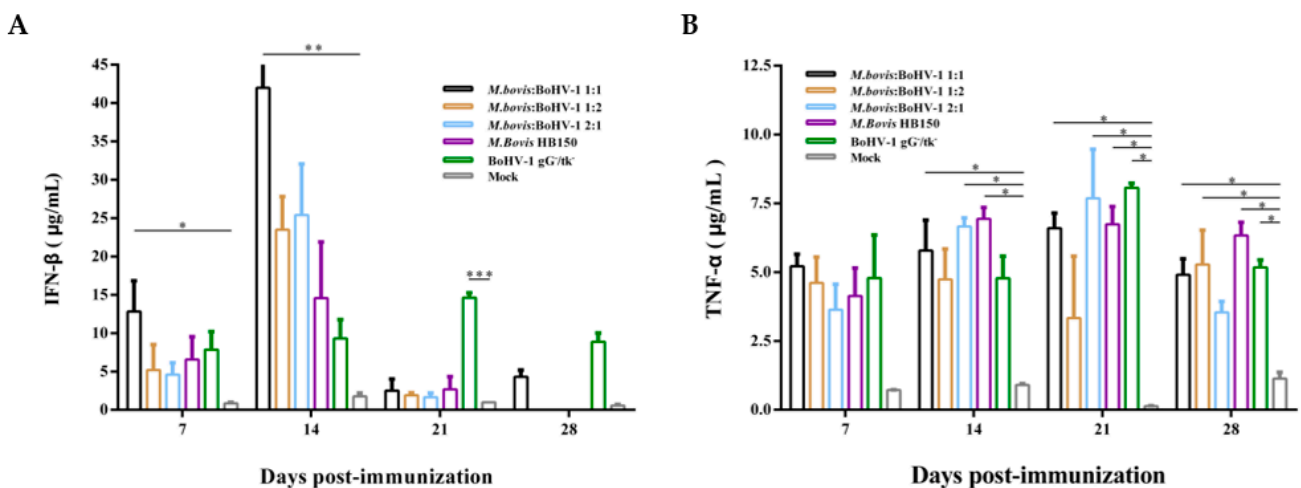 A
IFN-β ( µg/mL )
45
40
35
30
25
20
15
10
5
0
**
*
***
M.bovis:BoHV-1 1:1
M.bovis:BoHV-1 1:2
M.bovis:BoHV-1 2:1
M.Bovis HB150
BoHV-1 gG-/tk-
Mock
7 14 21 28
Days post-immunization
B
TNF-α ( µg/mL )
12.5
10.0
7.5
5.0
2.5
0.0
M.bovis:BoHV-1 1:1
M.bovis:BoHV-1 1:2
M.bovis:BoHV-1 2:1
M.Bovis HB150
BoHV-1 gG-/tk-
Mock
*
*
*
*
*
*
*
*
*
*
*
7 14 21 28
Days post-immunization